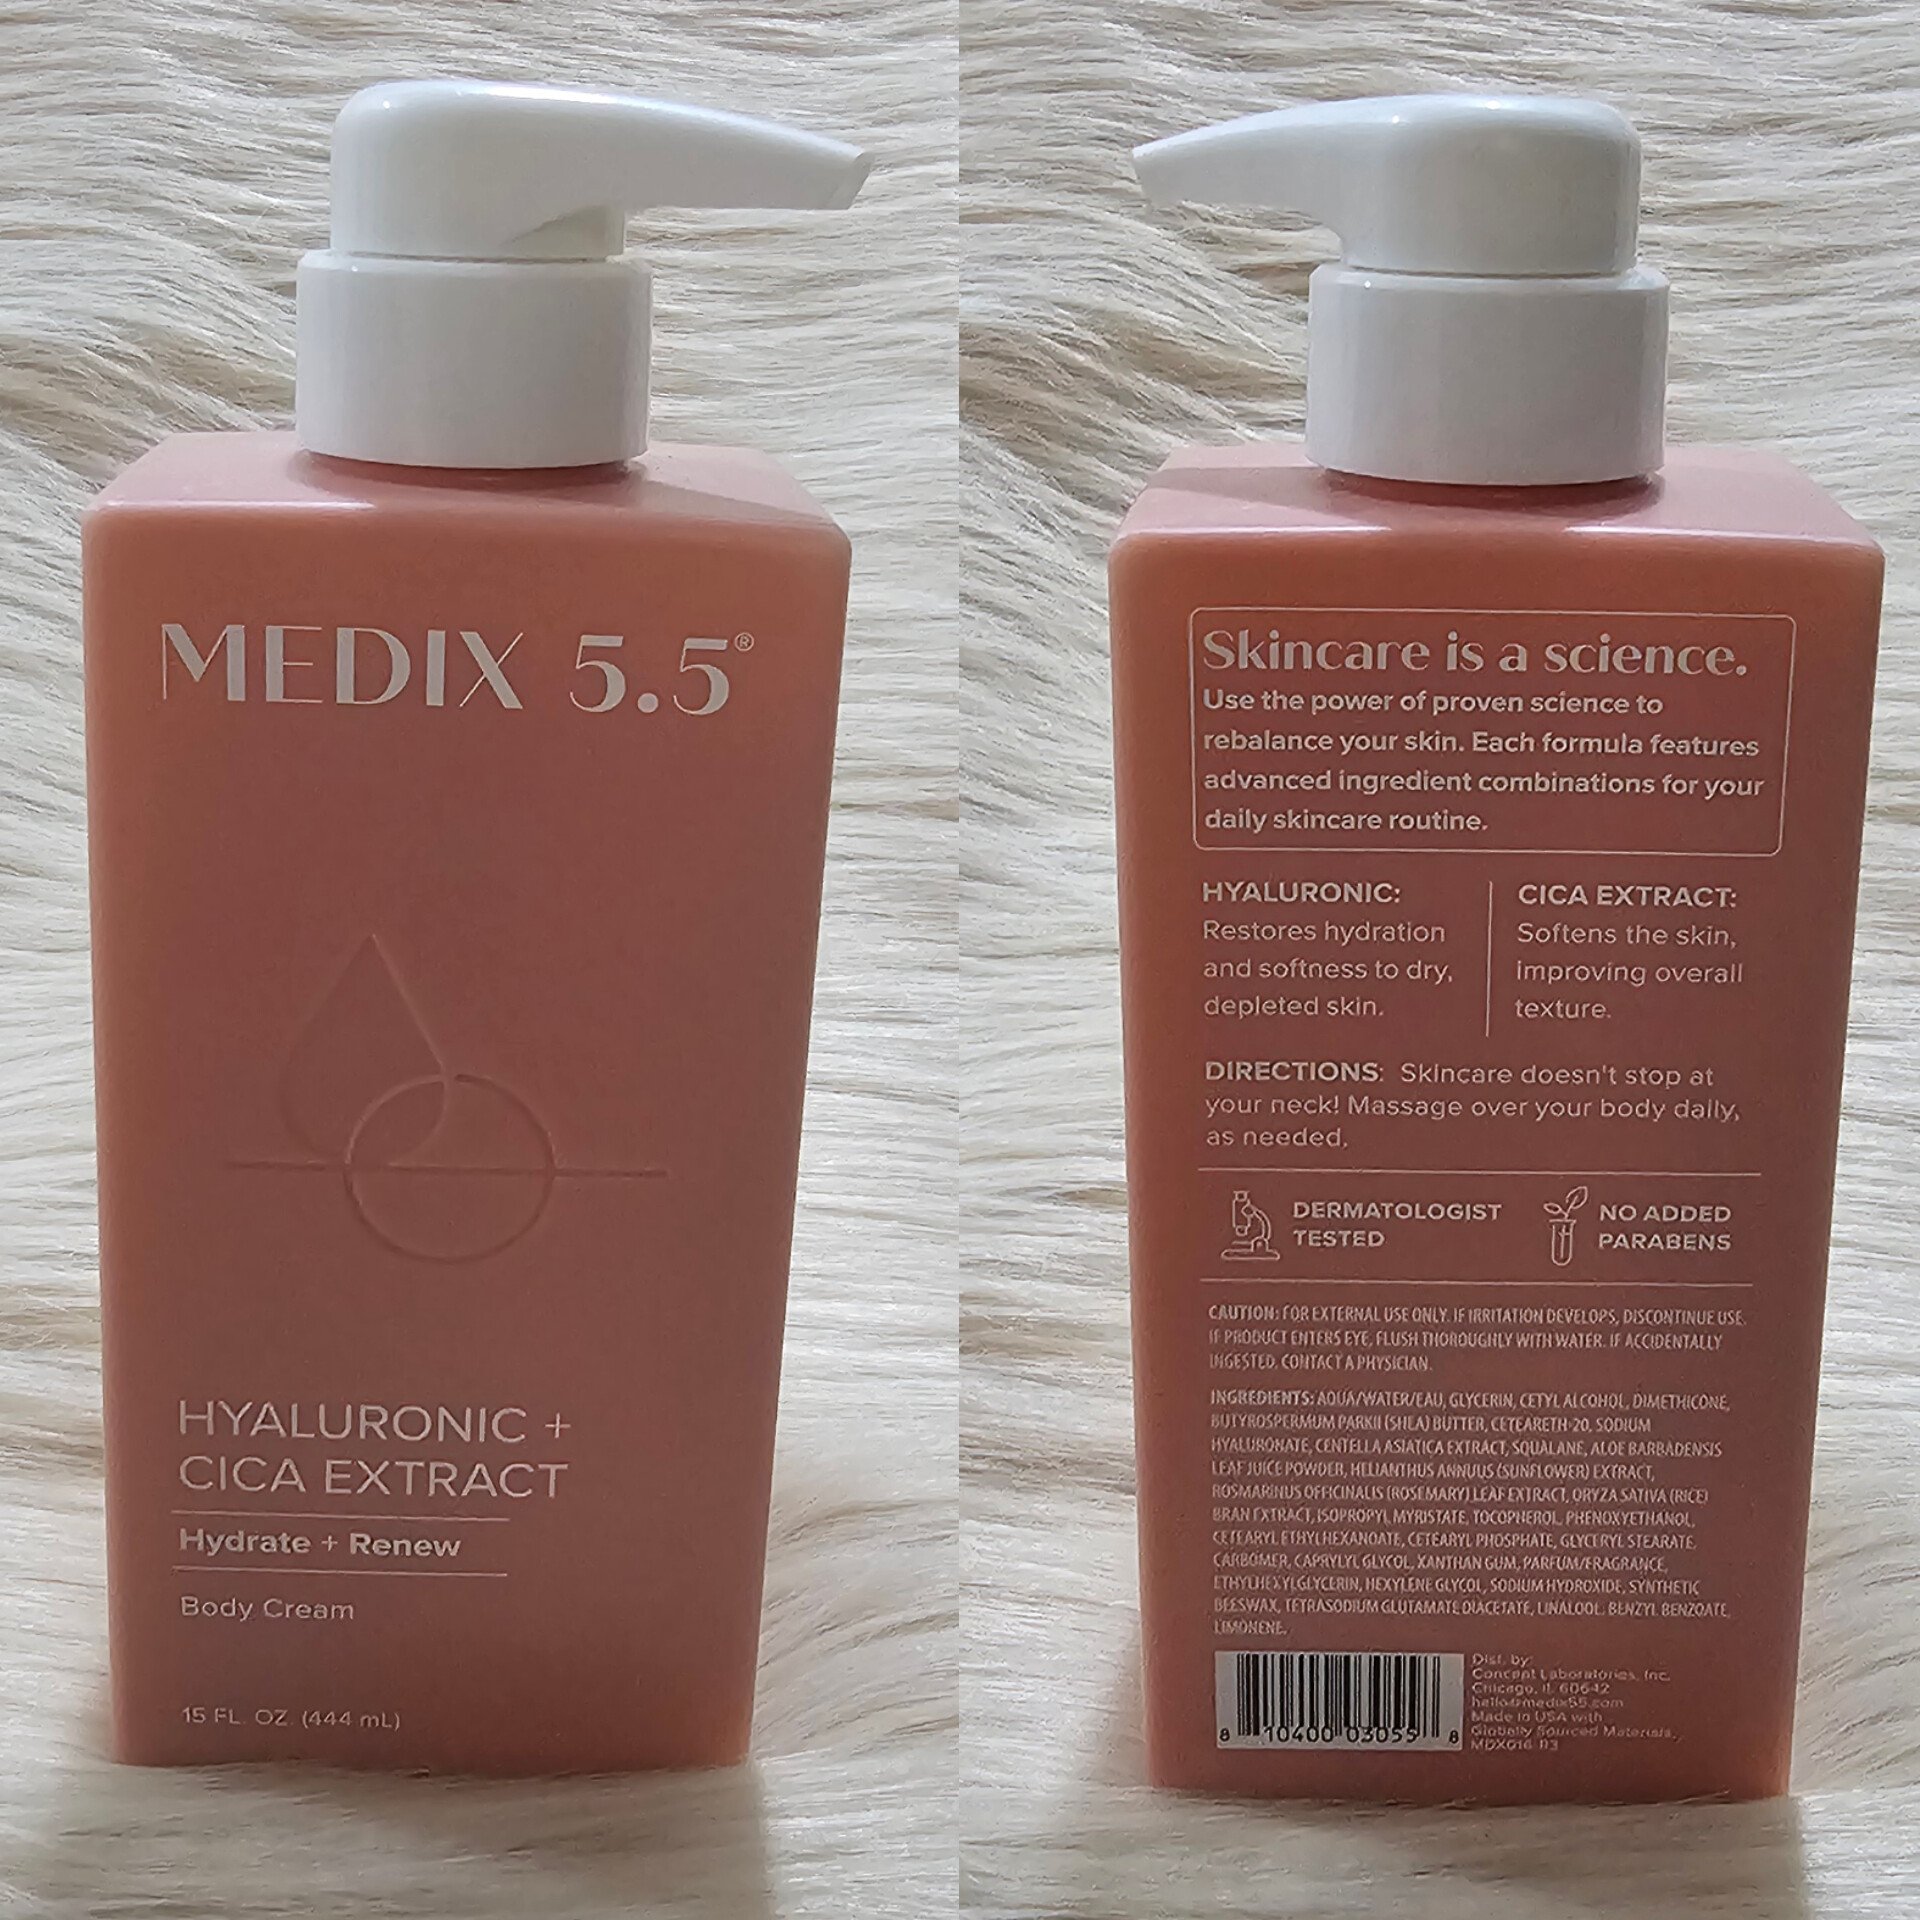 MEDIX 5.5®
HYALURONIC +
CICA EXTRACT
Hydrate + Renew
Body Cream
15 FL. OZ. (444 mL)
Skincare is a science.
Use the power of proven science to
rebalance your skin. Each formula features
advanced ingredient combinations for your
daily skincare routine.
HYALURONIC:
Restores hydration
and softness to dry,
depleted skin.
CICA EXTRACT:
Softens the skin,
improving overall
texture.
DIRECTIONS: Skincare doesn't stop at
your neck! Massage over your body daily,
as needed.
DERMATOLOGIST
TESTED
NO ADDED
PARABENS
CAUTION: FOR EXTERNAL USE ONLY. IF IRRITATION DEVELOPS, DISCONTINUE USE.
IF PRODUCT ENTERS EYE, FLUSH THOROUGHLY WITH WATER. IF ACCIDENTALLY
INGESTED, CONTACT A PHYSICIAN.
INGREDIENTS: AQUA/WATER/EAU, GLYCERIN, CETYL ALCOHOL, DIMETHICONE,
BUTYROSPERMUM PARKII (SHEA) BUTTER, CETEARETH-20, SODIUM
HYALURONATE, CENTELLA ASIATICA EXTRACT, SQUALANE, ALOE BARBADENSIS
LEAF JUICE POWDER, HELIANTHUS ANNUUS (SUNFLOWER) EXTRACT,
ROSMARINUS OFFICINALIS (ROSEMARY) LEAF EXTRACT, ORYZA SATIVA (RICE)
BRAN EXTRACT, ISOPROPYL MYRISTATE, TOCOPHEROL, PHENOXYETHANOL,
CETEARYL ETHYLHEXANOATE, CETEARYL PHOSPHATE, GLYCERYL STEARATE,
CARBOMER, CAPRYLYL GLYCOL, XANTHAN GUM, PARFUM/FRAGRANCE,
ETHYLHEXYLGLYCERIN, HEXYLENE GLYCOL, SODIUM HYDROXIDE, SYNTHETIC
BEESWAX, TETRASODIUM GLUTAMATE DIACETATE, LINALOOL, BENZYL BENZOATE,
LIMONENE.
8 10400 03055 8
Dist. by:
Concept Laboratories, Inc.
Chicago, IL 60642
hello@medix55.com
Made in USA with
Globally Sourced Materials.
MDX016 R3